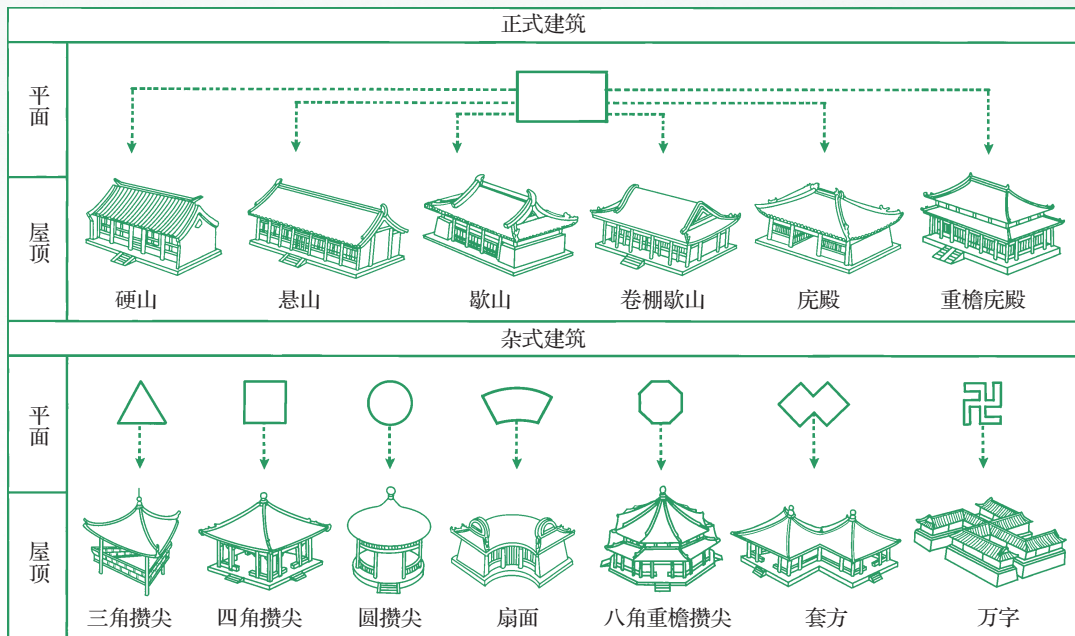 正式建筑
平面
屋顶
硬山 悬山 歇山 卷棚歇山 庑殿 重檐庑殿
杂式建筑
平面
屋顶
三角攒尖 四角攒尖 圆攒尖 扇面 八角重檐攒尖 套方 万字